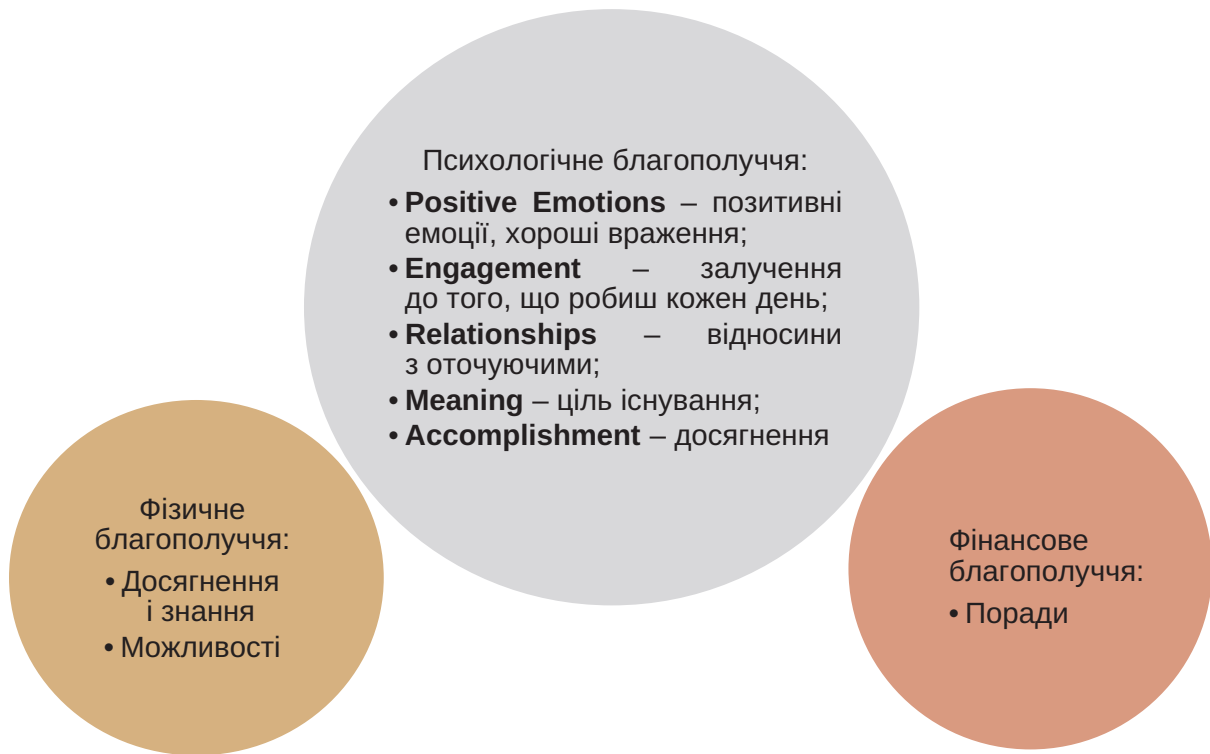 Психологічне благополуччя:
• Positive Emotions – позитивні
емоції, хороші враження;
• Engagement – залучення
до того, що робиш кожен день;
• Relationships – відносини
з оточуючими;
• Meaning – ціль існування;
• Accomplishment – досягнення
Фізичне
благополуччя:
• Досягнення
і знання
• Можливості
Фінансове
благополуччя:
• Поради